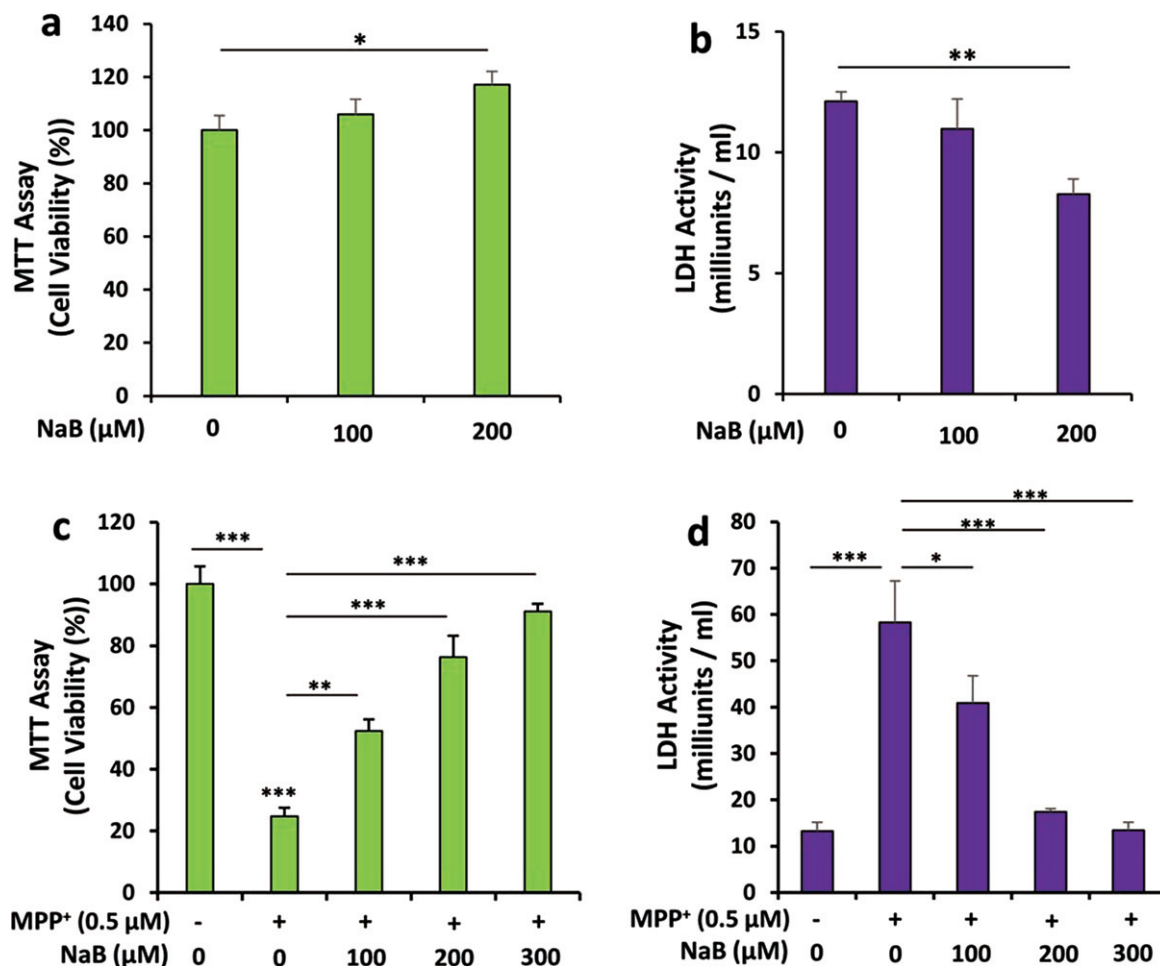 a
MTT Assay
(Cell Viability (%))
140
120
100
80
60
40
20
0
*
NaB (µM) 0 100 200
b
LDH Activity
(milliunits / ml)
15
10
5
0
**
NaB (µM) 0 100 200
c
MTT Assay
(Cell Viability (%))
120
100
80
60
40
20
0
***
***
***
**
***
MPP⁺ (0.5 µM) - + + + +
NaB (µM) 0 0 100 200 300
d
LDH Activity
(milliunits / ml)
80
70
60
50
40
30
20
10
0
***
***
*** *
MPP⁺ (0.5 µM) - + + + +
NaB (µM) 0 0 100 200 300